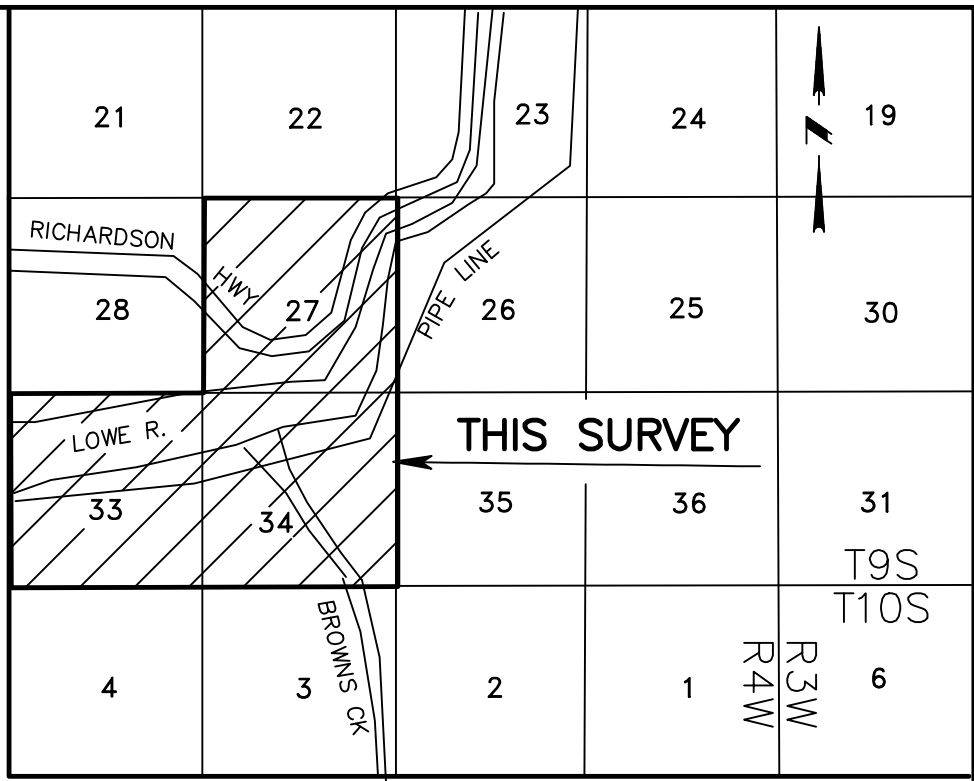 21
22
23
24
19
N
RICHARDSON
HWY
28
27
PIPE LINE
26
25
30
LOWE R.
THIS SURVEY
33
34
35
36
31
T9S
T10S
BROWNS CK
4
3
2
1
R4W
R3W
6